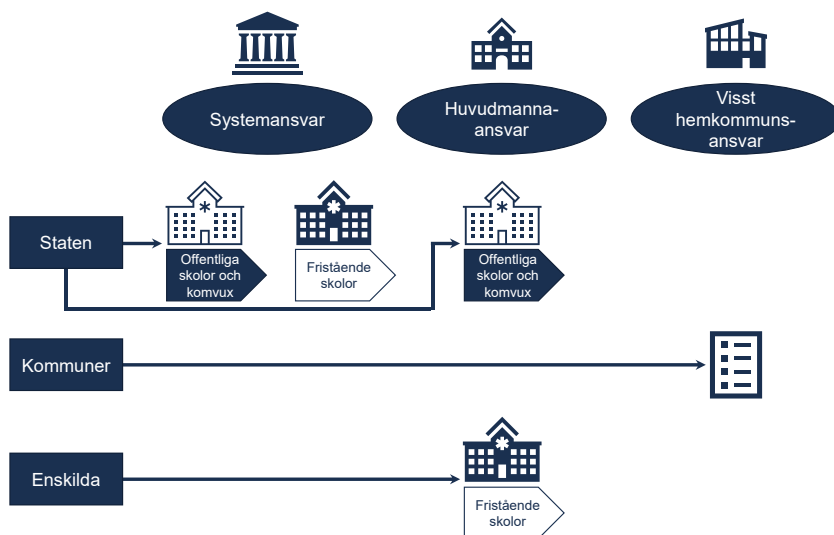 Systemansvar
Huvudmanna-
ansvar
Visst
hemkommuns-
ansvar
Staten
Offentliga
skolor och
komvux
Fristående
skolor
Offentliga
skolor och
komvux
Kommuner
Enskilda
Fristående
skolor